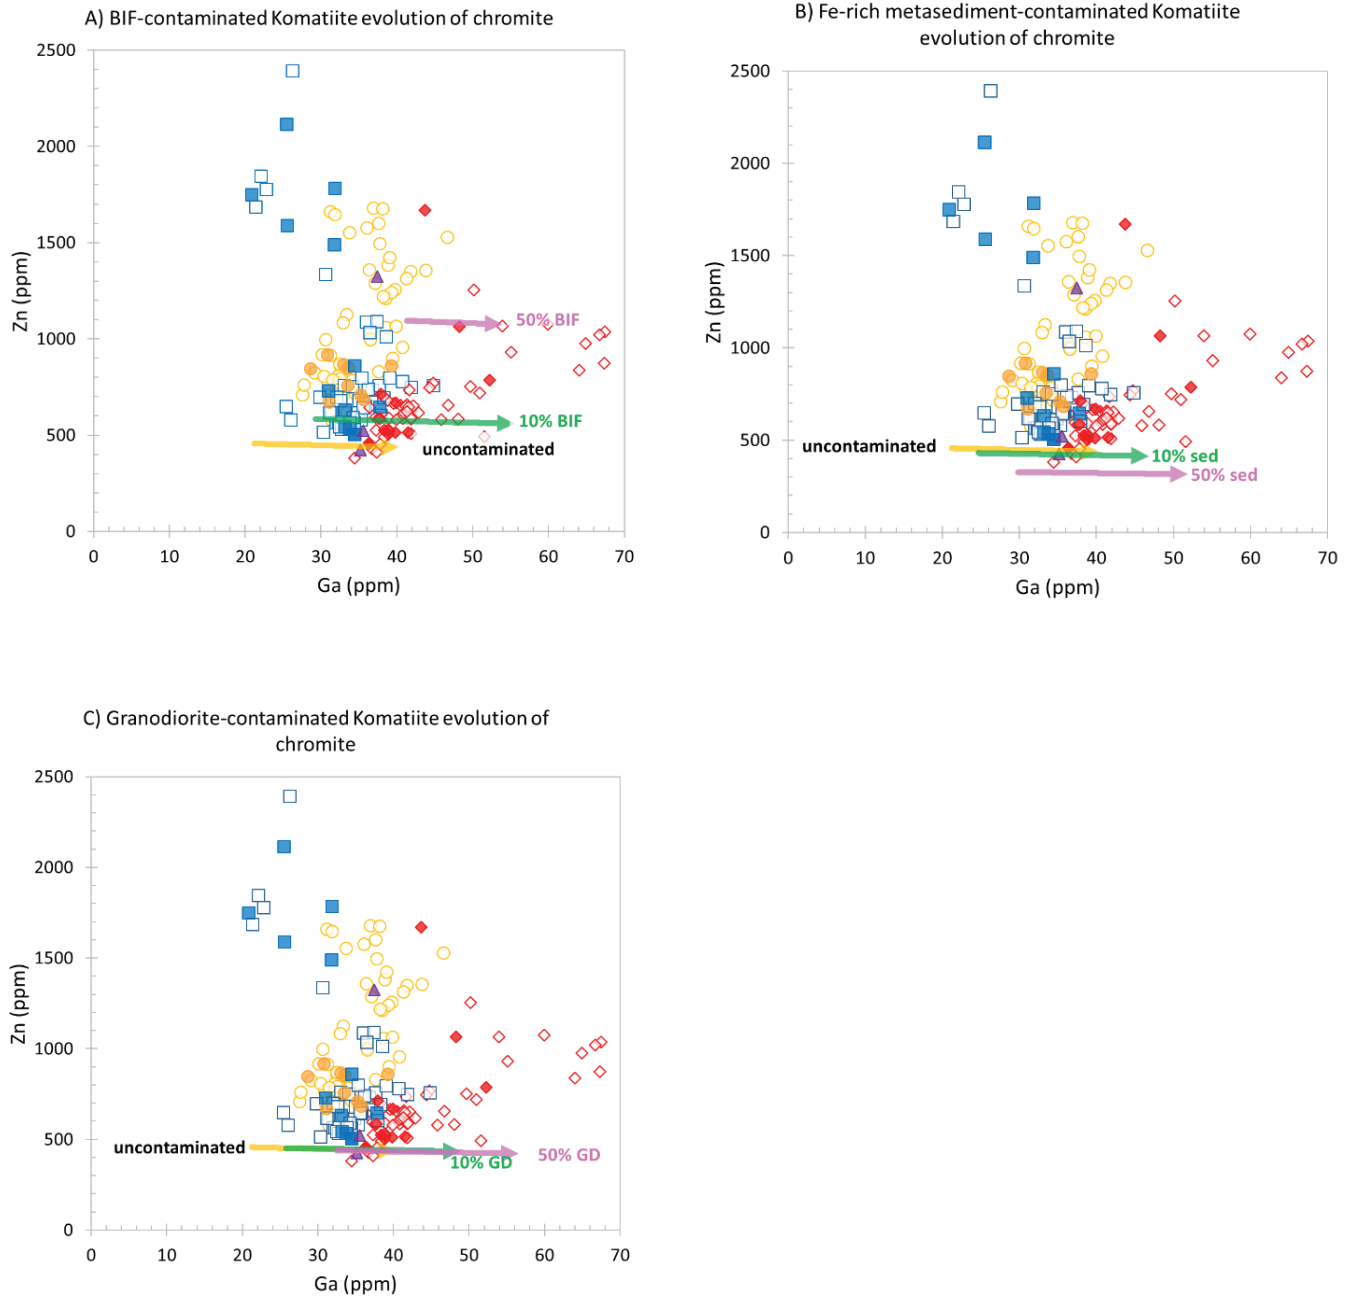 A) BIF-contaminated Komatiite evolution of chromite
2500
2000
1500
1000
500
0
Zn (ppm)
50% BIF
10% BIF
uncontaminated
0 10 20 30 40 50 60 70
Ga (ppm)
B) Fe-rich metasediment-contaminated Komatiite
evolution of chromite
2500
2000
1500
1000
500
0
Zn (ppm)
uncontaminated
10% sed
50% sed
0 10 20 30 40 50 60 70
Ga (ppm)
C) Granodiorite-contaminated Komatiite evolution of
chromite
2500
2000
1500
1000
500
0
Zn (ppm)
uncontaminated
10% GD
50% GD
0 10 20 30 40 50 60 70
Ga (ppm)